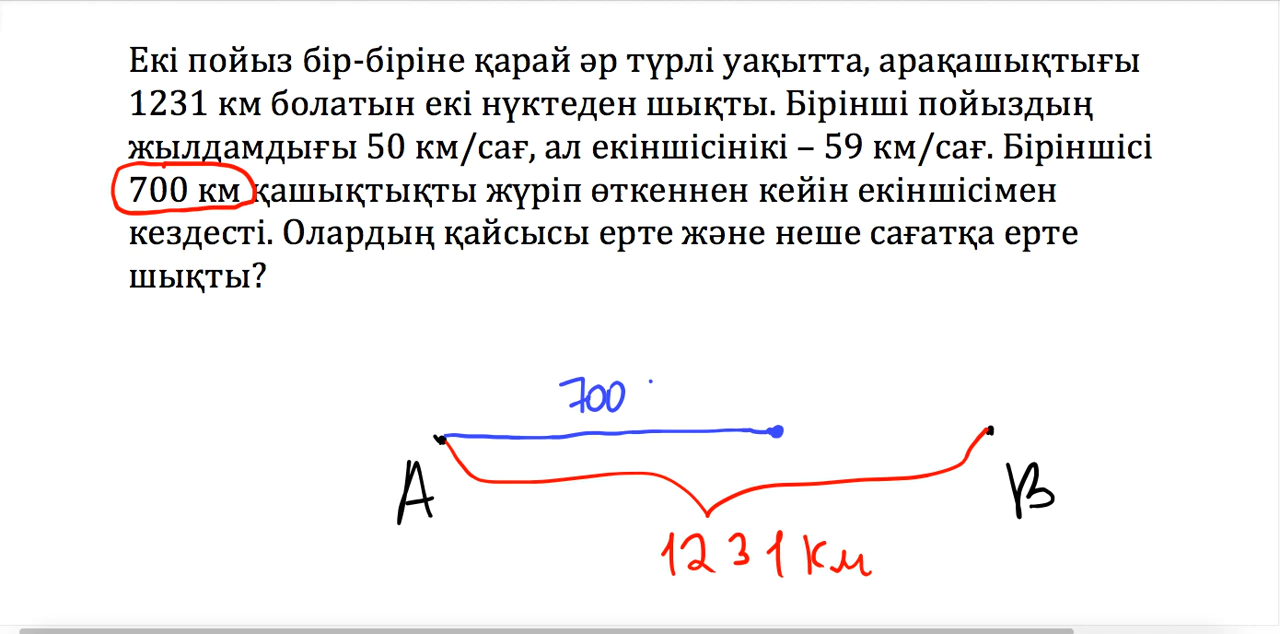 Екі пойыз бір-біріне қарай әр түрлі уақытта, арақашықтығы
1231 км болатын екі нүктеден шықты. Бірінші пойыздың
жылдамдығы 50 км/сағ, ал екіншісінікі – 59 км/сағ. Біріншісі
700 км қашықтықты жүріп өткеннен кейін екіншісімен
кездесті. Олардың қайсысы ерте және неше сағатқа ерте
шықты?
700
A B
1231 км